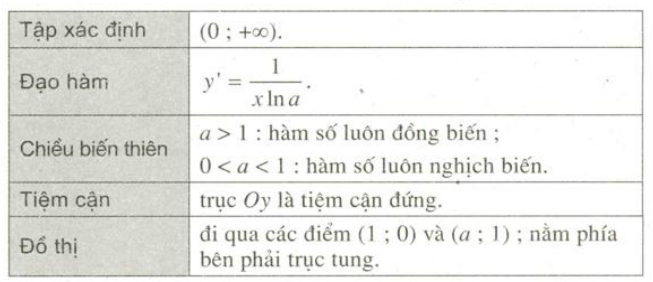 Tập xác định
(0 ; +∞).
Đạo hàm
y' = \frac{1}{x \ln a}.
Chiều biến thiên
a > 1 : hàm số luôn đồng biến ;
0 < a < 1 : hàm số luôn nghịch biến.
Tiệm cận
trục Oy là tiệm cận đứng.
Đồ thị
đi qua các điểm (1 ; 0) và (a ; 1) ; nằm phía
bên phải trục tung.